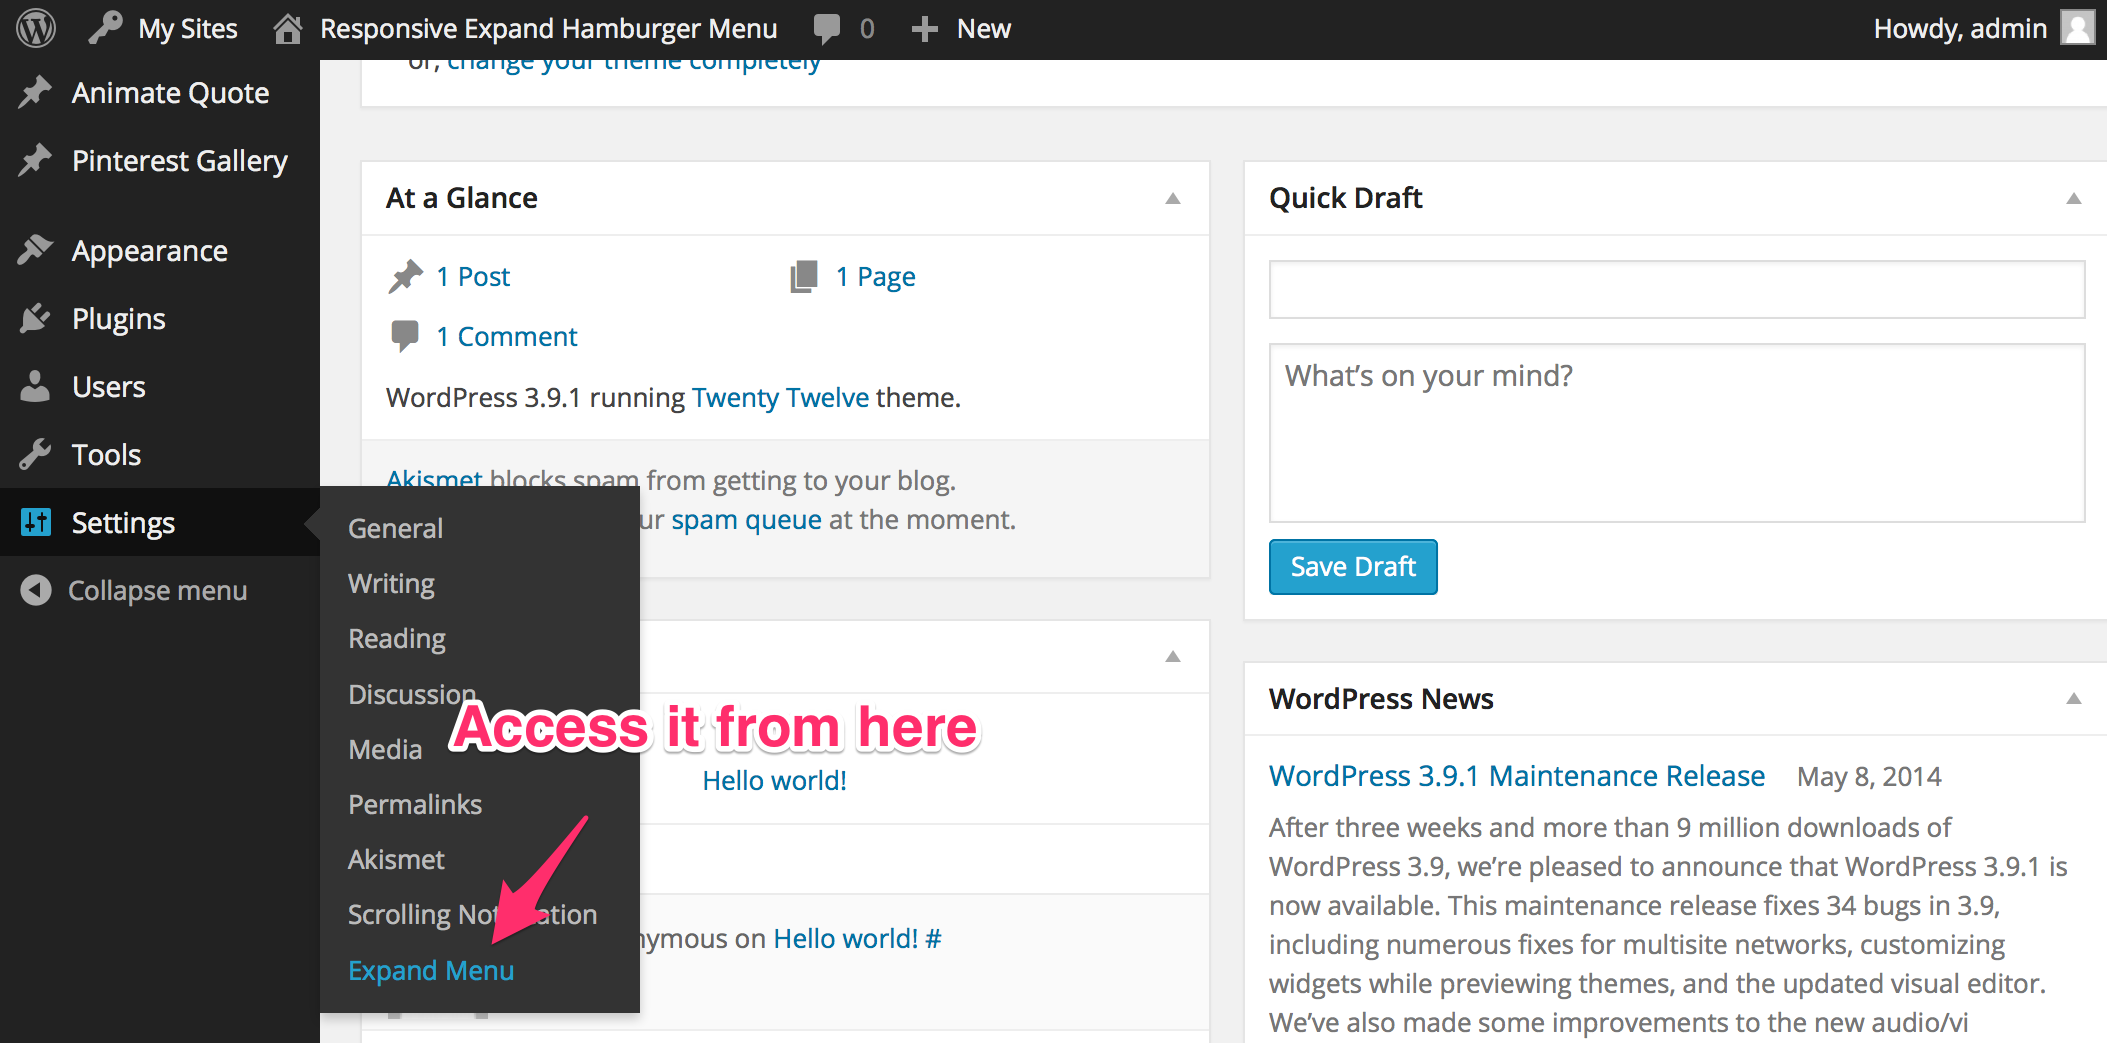 My Sites Responsive Expand Hamburger Menu 0 New Howdy, admin
or, change your theme completely
Animate Quote
Pinterest Gallery
Appearance
Plugins
Users
Tools
Settings
Collapse menu
General
Writing
Reading
Discussion
Media
Permalinks
Akismet
Scrolling
Expand Menu
Access it from here
At a Glance
1 Post 1 Page
1 Comment
WordPress 3.9.1 running Twenty Twelve theme.
Akismet blocks spam from getting to your blog.
spam queue at the moment.
Hello world!
on Hello world! #
Quick Draft
What's on your mind?
Save Draft
WordPress News
WordPress 3.9.1 Maintenance Release May 8, 2014
After three weeks and more than 9 million downloads of
WordPress 3.9, we're pleased to announce that WordPress 3.9.1 is
now available. This maintenance release fixes 34 bugs in 3.9,
including numerous fixes for multisite networks, customizing
widgets while previewing themes, and the updated visual editor.
We've also made some improvements to the new audio/vi